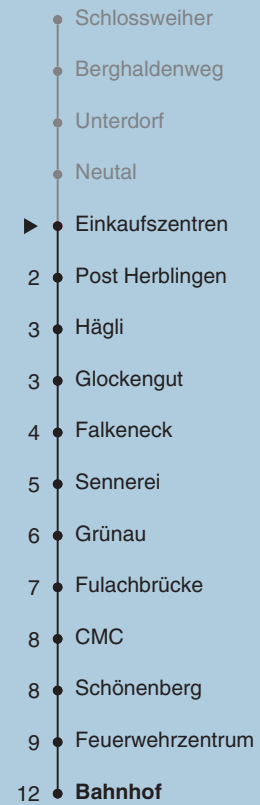 Schlossweiher
Berghaldenweg
Unterdorf
Neutal
Einkaufszentren
2 Post Herblingen
3 Hägli
3 Glockengut
4 Falkeneck
5 Sennerei
6 Grünau
7 Fulachbrücke
8 CMC
8 Schönenberg
9 Feuerwehrzentrum
12 Bahnhof